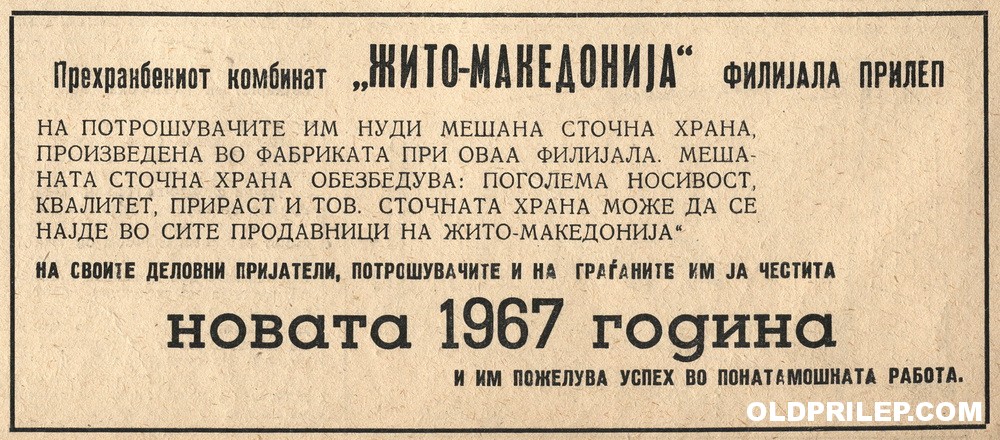 Прехранбениот комбинат „ЖИТО-МАКЕДОНИЈА“ ФИЛИЈАЛА ПРИЛЕП
НА ПОТРОШУВАЧИТЕ ИМ НУДИ МЕШАНА СТОЧНА ХРАНА,
ПРОИЗВЕДЕНА ВО ФАБРИКАТА ПРИ ОВАА ФИЛИЈАЛА. МЕША-
НАТА СТОЧНА ХРАНА ОБЕЗБЕДУВА: ПОГОЛЕМА НОСИВОСТ,
КВАЛИТЕТ, ПРИРАСТ И ТОВ. СТОЧНАТА ХРАНА МОЖЕ ДА СЕ
НАЈДЕ ВО СИТЕ ПРОДАВНИЦИ НА ЖИТО-МАКЕДОНИЈА“
НА СВОИТЕ ДЕЛОВНИ ПРИЈАТЕЛИ, ПОТРОШУВАЧИТЕ И НА ГРАЃАНИТЕ ИМ ЈА ЧЕСТИТА
новата 1967 година
И ИМ ПОЖЕЛУВА УСПЕХ ВО ПОНАТАМОШНАТА РАБОТА.
OLDPRILEP.COM